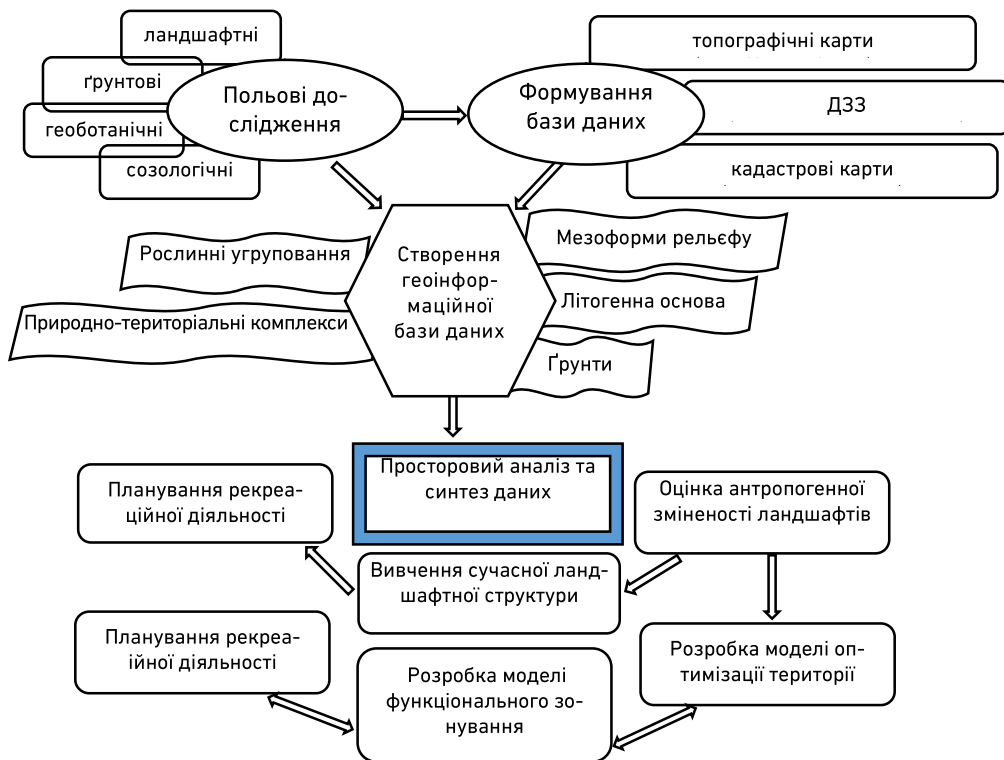 ландшафтні
ґрунтові
геоботанічні
созологічні
Польові до-
слідження
Формування
бази даних
топографічні карти
ДЗЗ
кадастрові карти
Рослинні угруповання
Природно-територіальні комплекси
Створення
геоінфор-
маційної
бази даних
Мезоформи рельєфу
Літогенна основа
Ґрунти
Просторовий аналіз та
синтез даних
Планування рекреа-
ційної діяльності
Оцінка антропогенної
зміненості ландшафтів
Вивчення сучасної ланд-
шафтної структури
Планування рекреа-
ійної діяльності
Розробка моделі
функціонального зо-
нування
Розробка моделі оп-
тимізації території